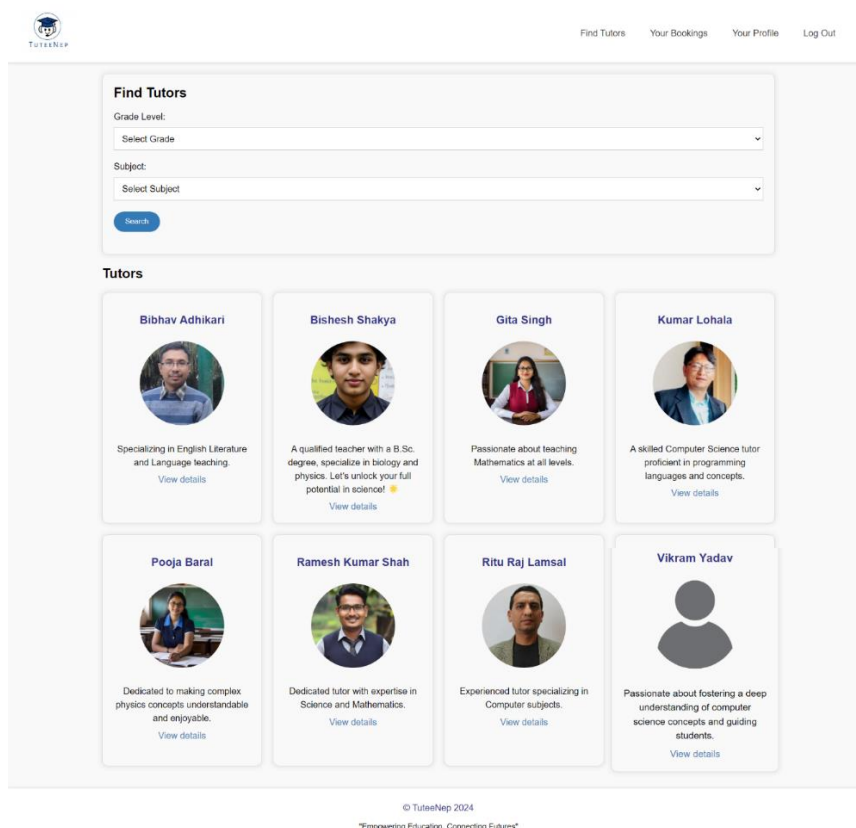 TUTEENEP
Find Tutors
Your Bookings
Your Profile
Log Out
Find Tutors
Grade Level:
Select Grade
Subject:
Select Subject
Search
Tutors
Bibhav Adhikari
Specializing in English Literature
and Language teaching.
View details
Bishesh Shakya
A qualified teacher with a B.Sc.
degree, specialize in biology and
physics. Let's unlock your full
potential in science! 🌟
View details
Gita Singh
Passionate about teaching
Mathematics at all levels.
View details
Kumar Lohala
A skilled Computer Science tutor
proficient in programming
languages and concepts.
View details
Pooja Baral
Dedicated to making complex
physics concepts understandable
and enjoyable.
View details
Ramesh Kumar Shah
Dedicated tutor with expertise in
Science and Mathematics.
View details
Ritu Raj Lamsal
Experienced tutor specializing in
Computer subjects.
View details
Vikram Yadav
Passionate about fostering a deep
understanding of computer
science concepts and guiding
students.
View details
© TuteeNep 2024
"Empowering Education, Connecting Futures"